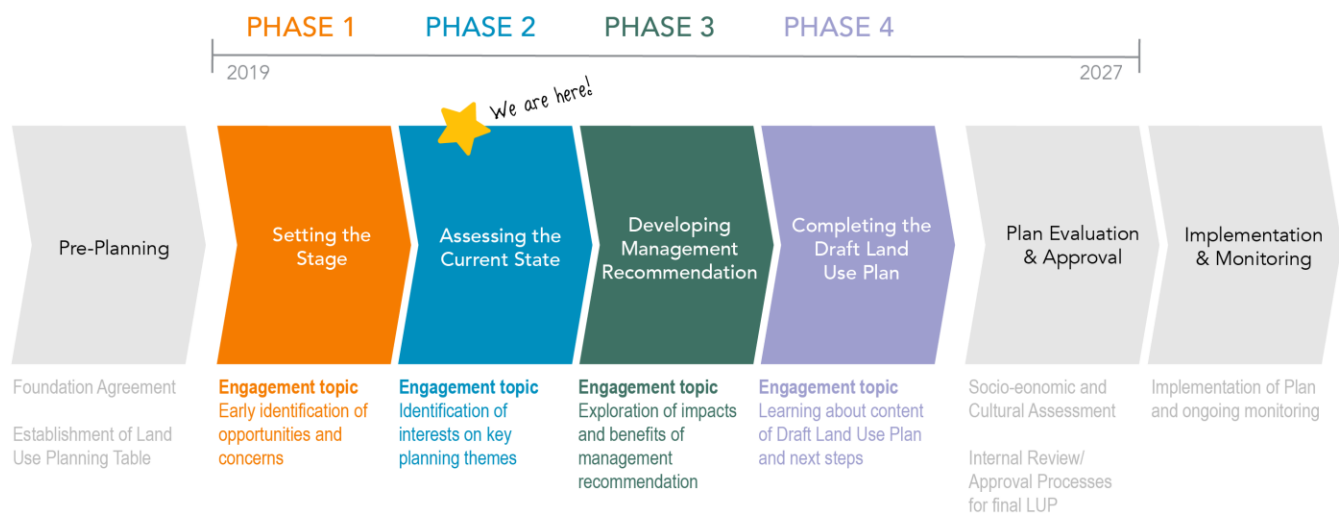 PHASE 1
PHASE 2
PHASE 3
PHASE 4
2019
2027
We are here!
Pre-Planning
Setting the
Stage
Assessing the
Current State
Developing
Management
Recommendation
Completing the
Draft Land
Use Plan
Plan Evaluation
& Approval
Implementation
& Monitoring
Foundation Agreement
Establishment of Land
Use Planning Table
Engagement topic
Early identification of
opportunities and
concerns
Engagement topic
Identification of
interests on key
planning themes
Engagement topic
Exploration of impacts
and benefits of
management
recommendation
Engagement topic
Learning about content
of Draft Land Use Plan
and next steps
Socio-eonomic and
Cultural Assessment
Internal Review/
Approval Processes
for final LUP
Implementation of Plan
and ongoing monitoring